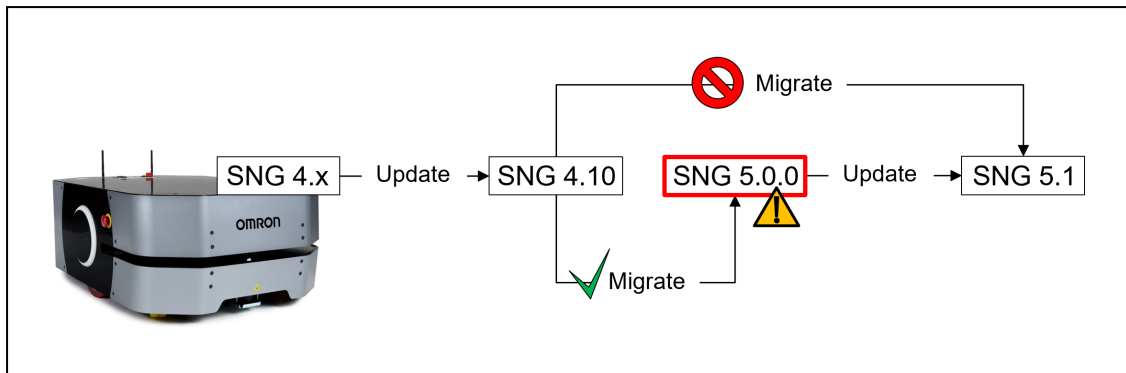 Migrate
SNG 4.x
Update
SNG 4.10
SNG 5.0.0
Update
SNG 5.1
OMRON
Migrate